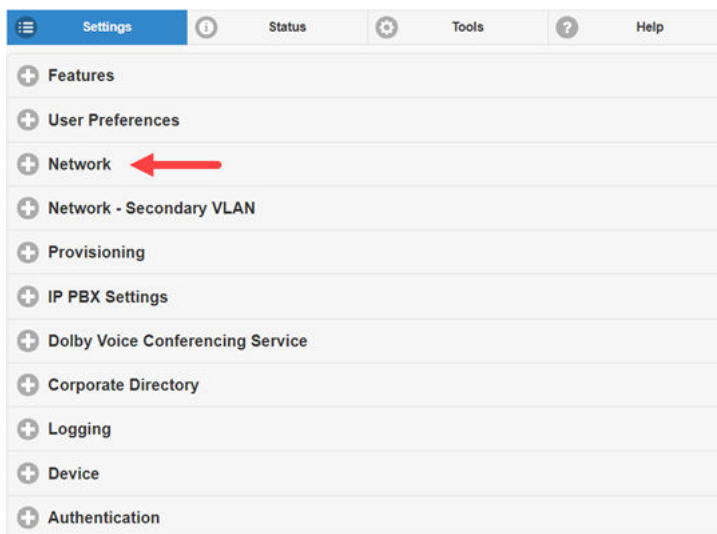 Settings Status Tools Help
Features
User Preferences
Network
Network - Secondary VLAN
Provisioning
IP PBX Settings
Dolby Voice Conferencing Service
Corporate Directory
Logging
Device
Authentication